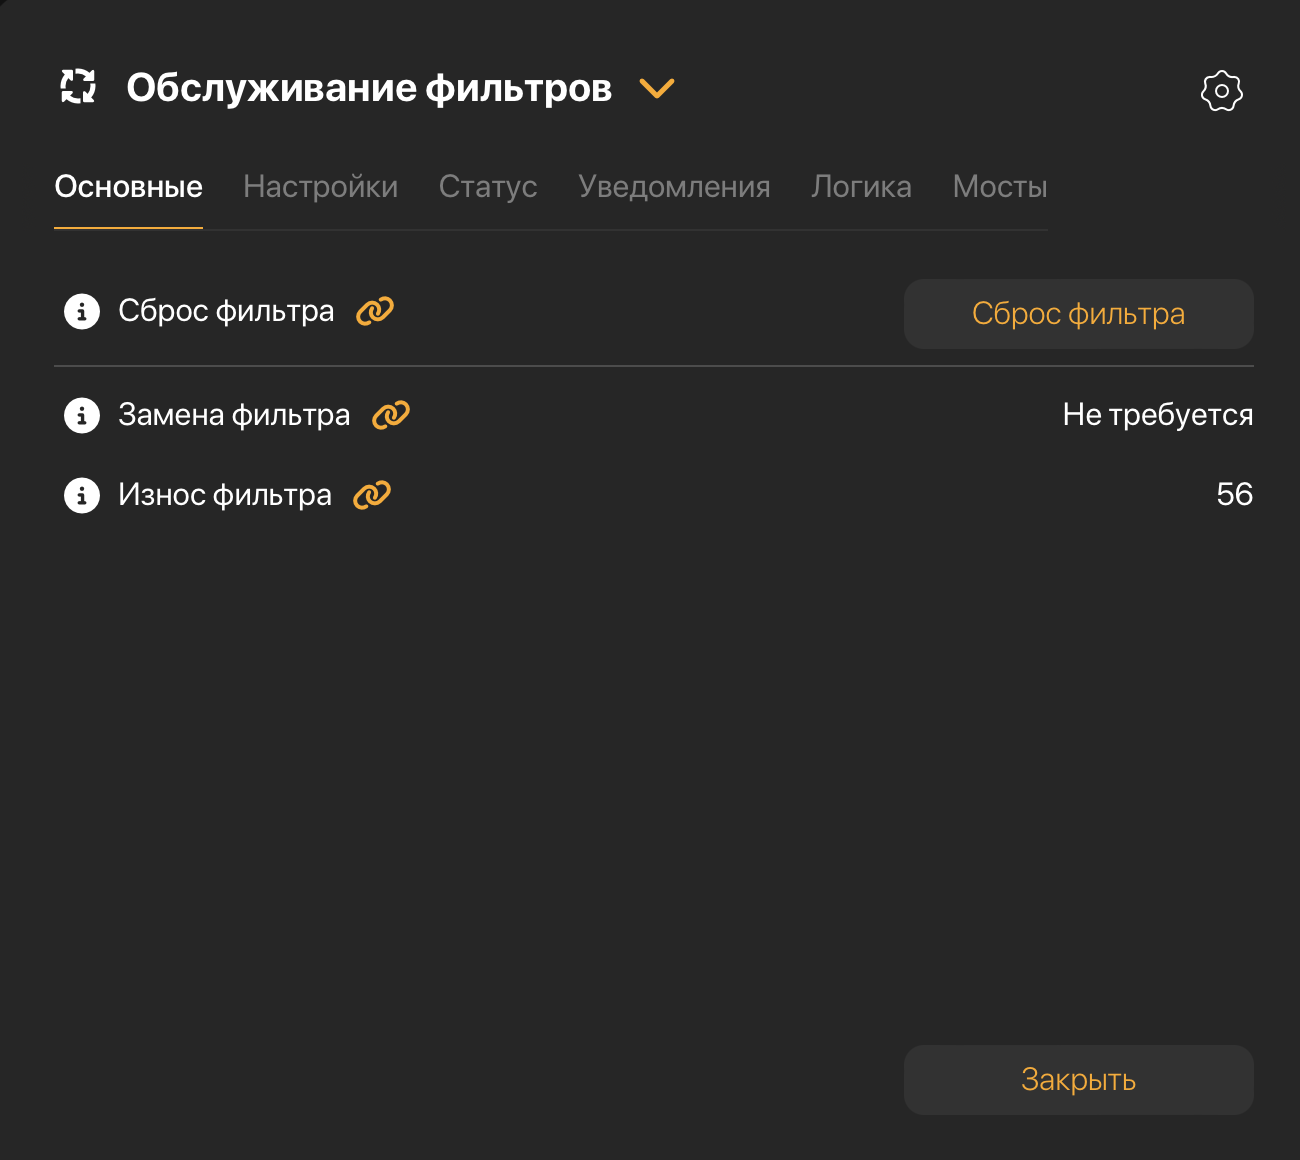 Обслуживание фильтров
Основные Настройки Статус Уведомления Логика Мосты
Сброс фильтра Сброс фильтра
Замена фильтра Не требуется
Износ фильтра 56
Закрыть